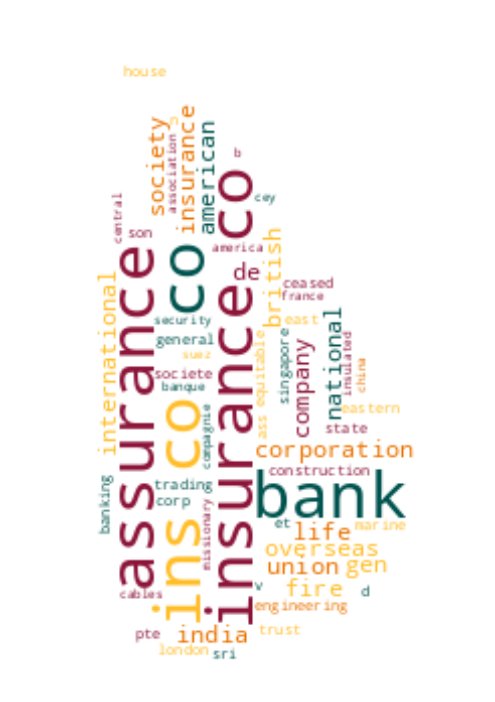 house
society
association
insurance
american
co
b
cey
central
son
america
de
ceased
france
british
international
assurance
co
insurance
security
east
general
suez
equitable
singapore
company
national
insulated
china
societe
banque
eastern
ass
state
compagnie
ins co
corporation
construction
banking
trading
corp
missionary
bank
et
life
marine
overseas
union
gen
v
fire
d
cables
engineering
pte
india
trust
london
sri